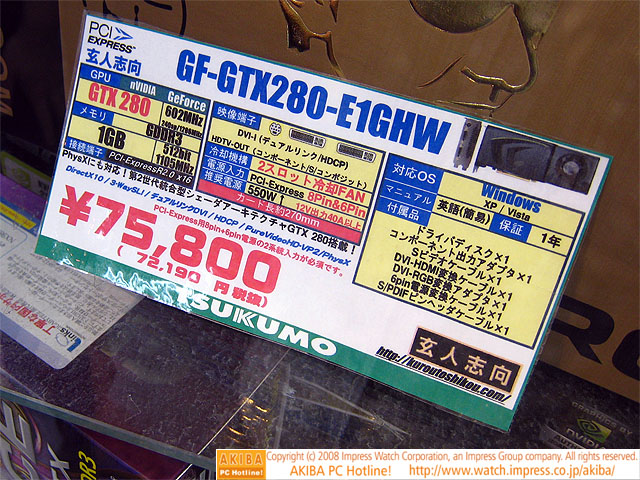 PCI
EXPRESS
玄人志向
GF-GTX280-E1GHW
GPU
nVIDIA GeForce
GTX 280
602MHz
メモリ
1GB
GDDR3
512bit
1105MHz
接続端子
PCI-ExpressR2.0 x16
映像端子
DVI-I (デュアルリンク/HDCP)
HDTV-OUT (コンポーネント/S/コンポジット)
冷却機構
2スロット冷却FAN
電源入力
PCI-Express 8Pin&6Pin
推奨電源
550W! 12V出力40A以上
カード長約270mm
対応OS
Windows
XP / Vista
マニュアル
英語(簡易)
保証
1年
付属品
ドライバディスク×1
コンポーネント出力アダプタ×1
Sビデオケーブル×1
DVI-HDMI変換ケーブル×1
DVI-RGB変換アダプタ×1
6pin電源変換ケーブル×1
S/PDIFピンヘッダケーブル×1
PhysXにも対応!第2世代統合型シェーダアーキテクチャGTX 280搭載!
DirectX10 / 3-WaySLI / デュアルリンクDVI / HDCP / PureVideoHD-VP2/PhysX
PCI-Express用8pin+6pin電源の2系統入力が必須です。
¥75,800
( 72,190 円 税抜)
TSUKUMO
玄人志向
http://kuroutoshikou.com/
Links
DR3
NVIDIA
AKIBA
PC Hotline!
Copyright (c) 2008 Impress Watch Corporation, an Impress Group company. All rights reserved.
AKIBA PC Hotline! http://www.watch.impress.co.jp/akiba/